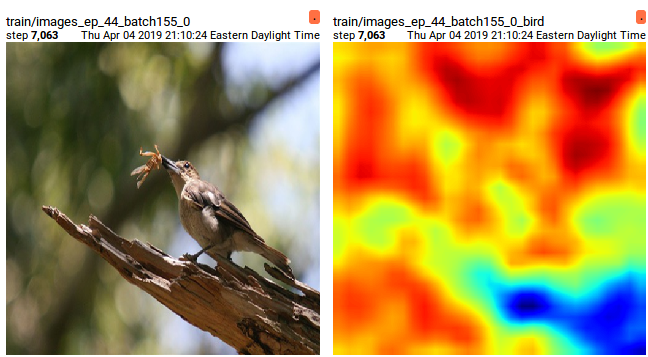 train/images_ep_44_batch155_0
step 7,063 Thu Apr 04 2019 21:10:24 Eastern Daylight Time
train/images_ep_44_batch155_0_bird
step 7,063 Thu Apr 04 2019 21:10:24 Eastern Daylight Time